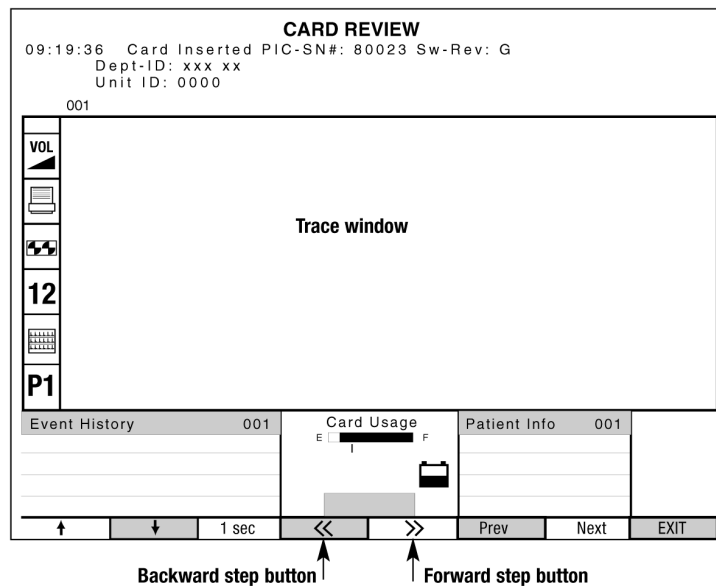 CARD REVIEW
09:19:36 Card Inserted PIC-SN#: 80023 Sw-Rev: G
Dept-ID: xxx xx
Unit ID: 0000
001
VOL
Trace window
12
P1
Event History 001
Card Usage
E F
Patient Info 001
1 sec << >> Prev Next EXIT
Backward step button
Forward step button